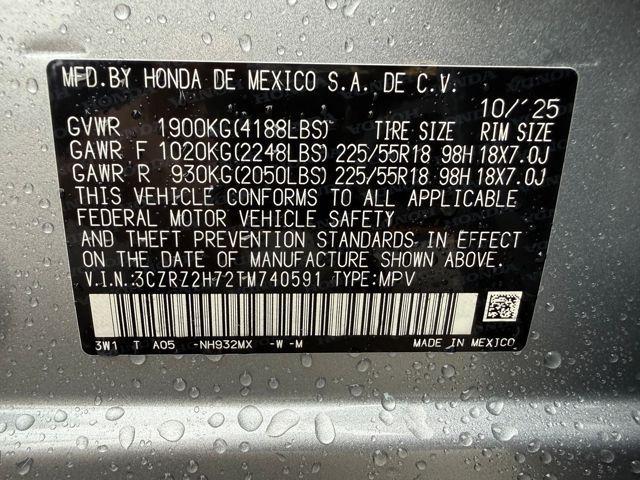 MFD.BY HONDA DE MEXICO S.A. DE C.V.
10/'25
GVWR 1900KG(4188LBS) TIRE SIZE RIM SIZE
GAWR F 1020KG(2248LBS) 225/55R18 98H 18X7.0J
GAWR R 930KG(2050LBS) 225/55R18 98H 18X7.0J
THIS VEHICLE CONFORMS TO ALL APPLICABLE
FEDERAL MOTOR VEHICLE SAFETY
AND THEFT PREVENTION STANDARDS IN EFFECT
ON THE DATE OF MANUFACTURE SHOWN ABOVE.
V.I.N.:3CZRZ2H72TM740591 TYPE:MPV
3W1 T A05 -NH932MX -W -M MADE IN MEXICO